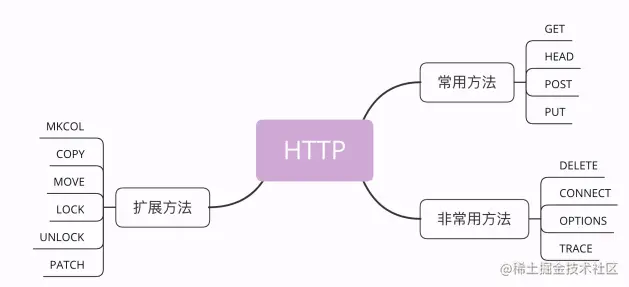 HTTP
常用方法
GET
HEAD
POST
PUT
非常用方法
DELETE
CONNECT
OPTIONS
TRACE
扩展方法
MKCOL
COPY
MOVE
LOCK
UNLOCK
PATCH
@稀土掘金技术社区